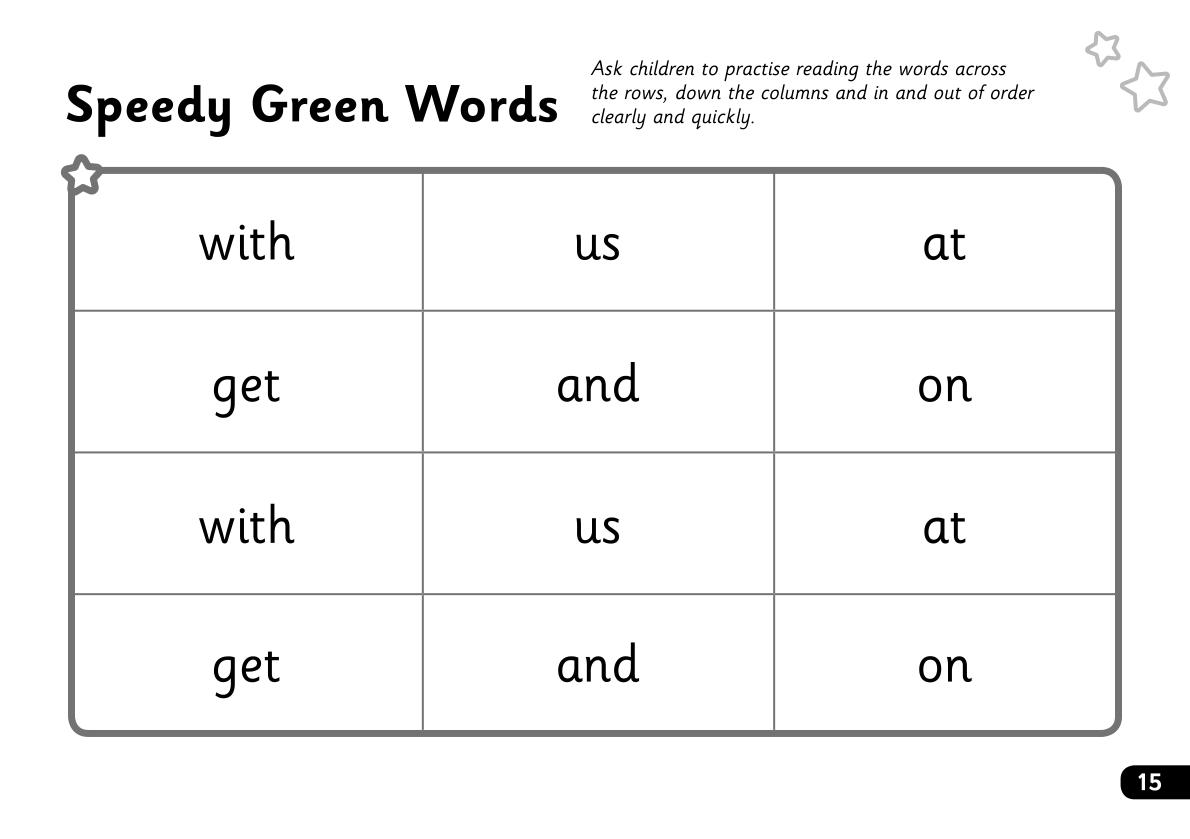 Speedy Green Words
Ask children to practise reading the words across
the rows, down the columns and in and out of order
clearly and quickly.
with us at
get and on
with us at
get and on
15